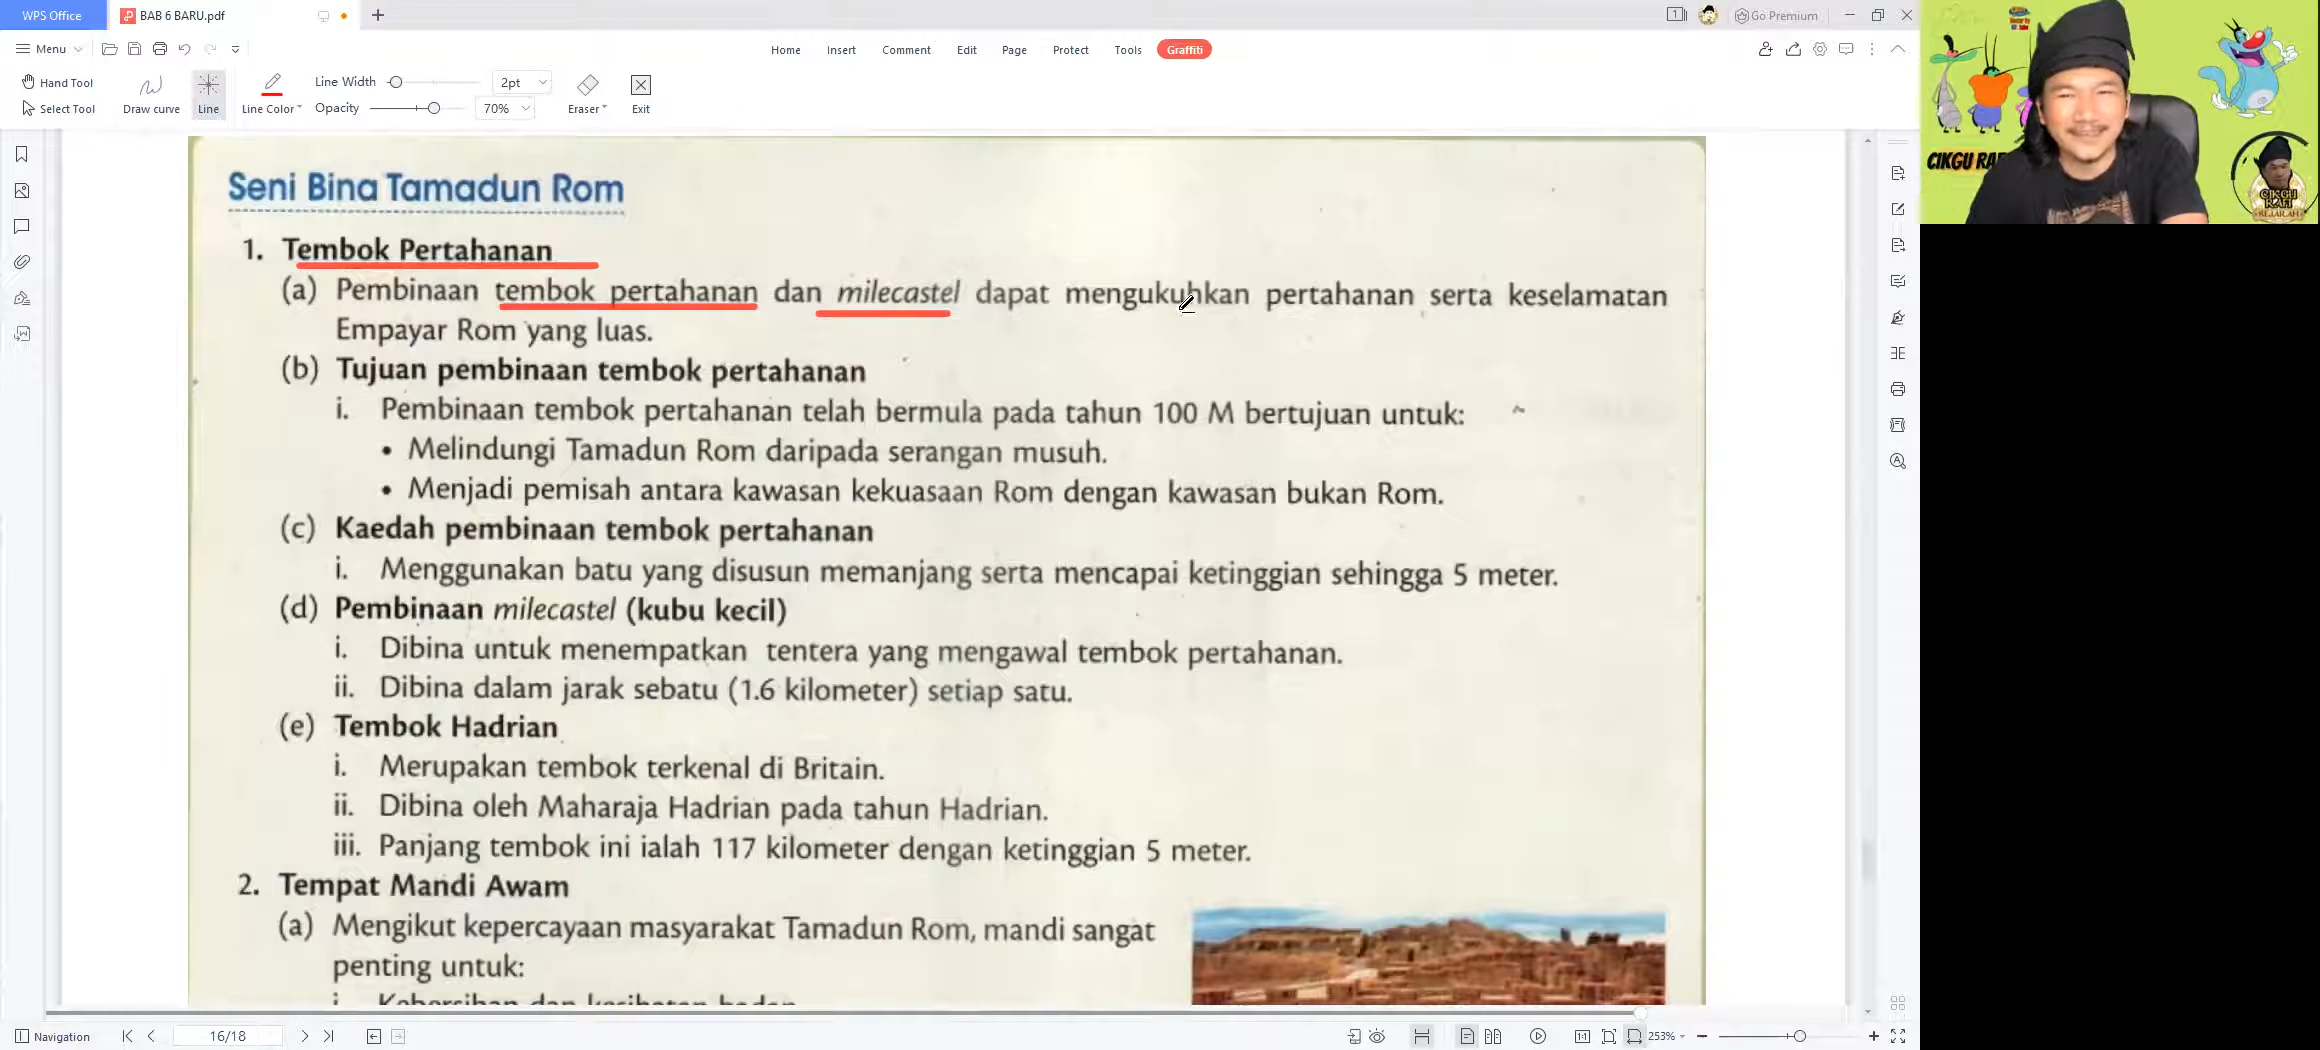 WPS Office
BAB 6 BARU.pdf
Go Premium
Menu
Home Insert Comment Edit Page Protect Tools Graffiti
Hand Tool
Select Tool
Draw curve
Line
Line Color
Line Width
2pt
Opacity
70%
Eraser
Exit
Seni Bina Tamadun Rom
1. Tembok Pertahanan
(a) Pembinaan tembok pertahanan dan milecastel dapat mengukuhkan pertahanan serta keselamatan
Empayar Rom yang luas.
(b) Tujuan pembinaan tembok pertahanan
i. Pembinaan tembok pertahanan telah bermula pada tahun 100 M bertujuan untuk:
• Melindungi Tamadun Rom daripada serangan musuh.
• Menjadi pemisah antara kawasan kekuasaan Rom dengan kawasan bukan Rom.
(c) Kaedah pembinaan tembok pertahanan
i. Menggunakan batu yang disusun memanjang serta mencapai ketinggian sehingga 5 meter.
(d) Pembinaan milecastel (kubu kecil)
i. Dibina untuk menempatkan tentera yang mengawal tembok pertahanan.
ii. Dibina dalam jarak sebatu (1.6 kilometer) setiap satu.
(e) Tembok Hadrian
i. Merupakan tembok terkenal di Britain.
ii. Dibina oleh Maharaja Hadrian pada tahun Hadrian.
iii. Panjang tembok ini ialah 117 kilometer dengan ketinggian 5 meter.
2. Tempat Mandi Awam
(a) Mengikut kepercayaan masyarakat Tamadun Rom, mandi sangat
penting untuk:
i. Kebersihan dan kesihatan badan
Navigation
16/18
253%
CIKGU RA
CIKGU
RAFI
SEJARAH